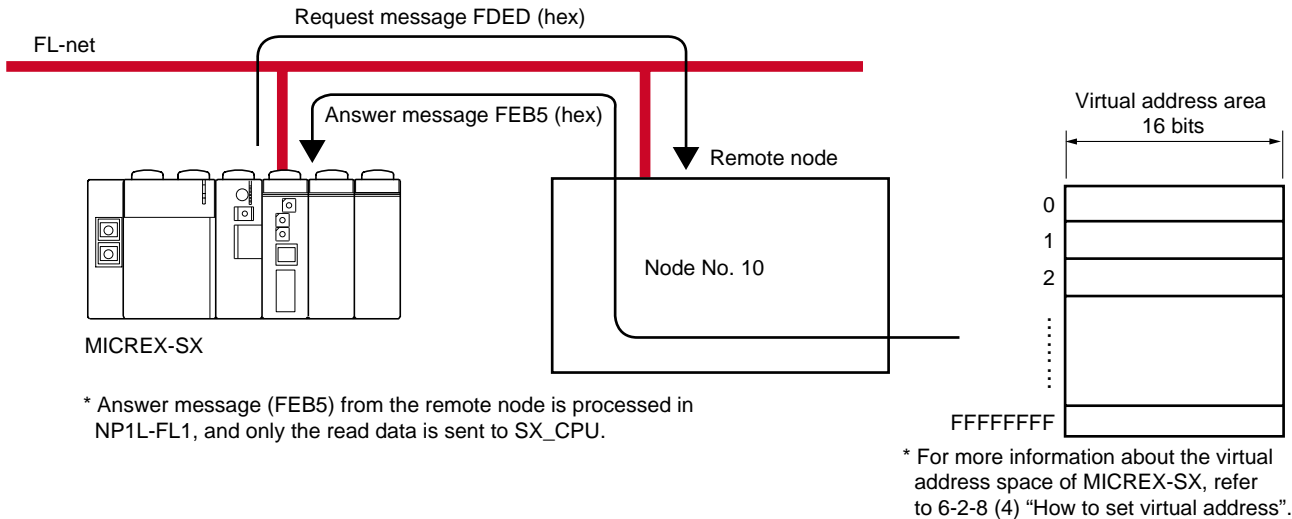 Request message FDED (hex)
FL-net
Answer message FEB5 (hex)
Remote node
Node No. 10
MICREX-SX
* Answer message (FEB5) from the remote node is processed in
NP1L-FL1, and only the read data is sent to SX_CPU.
Virtual address area
16 bits
0
1
2
FFFFFFFF
* For more information about the virtual
address space of MICREX-SX, refer
to 6-2-8 (4) “How to set virtual address”.